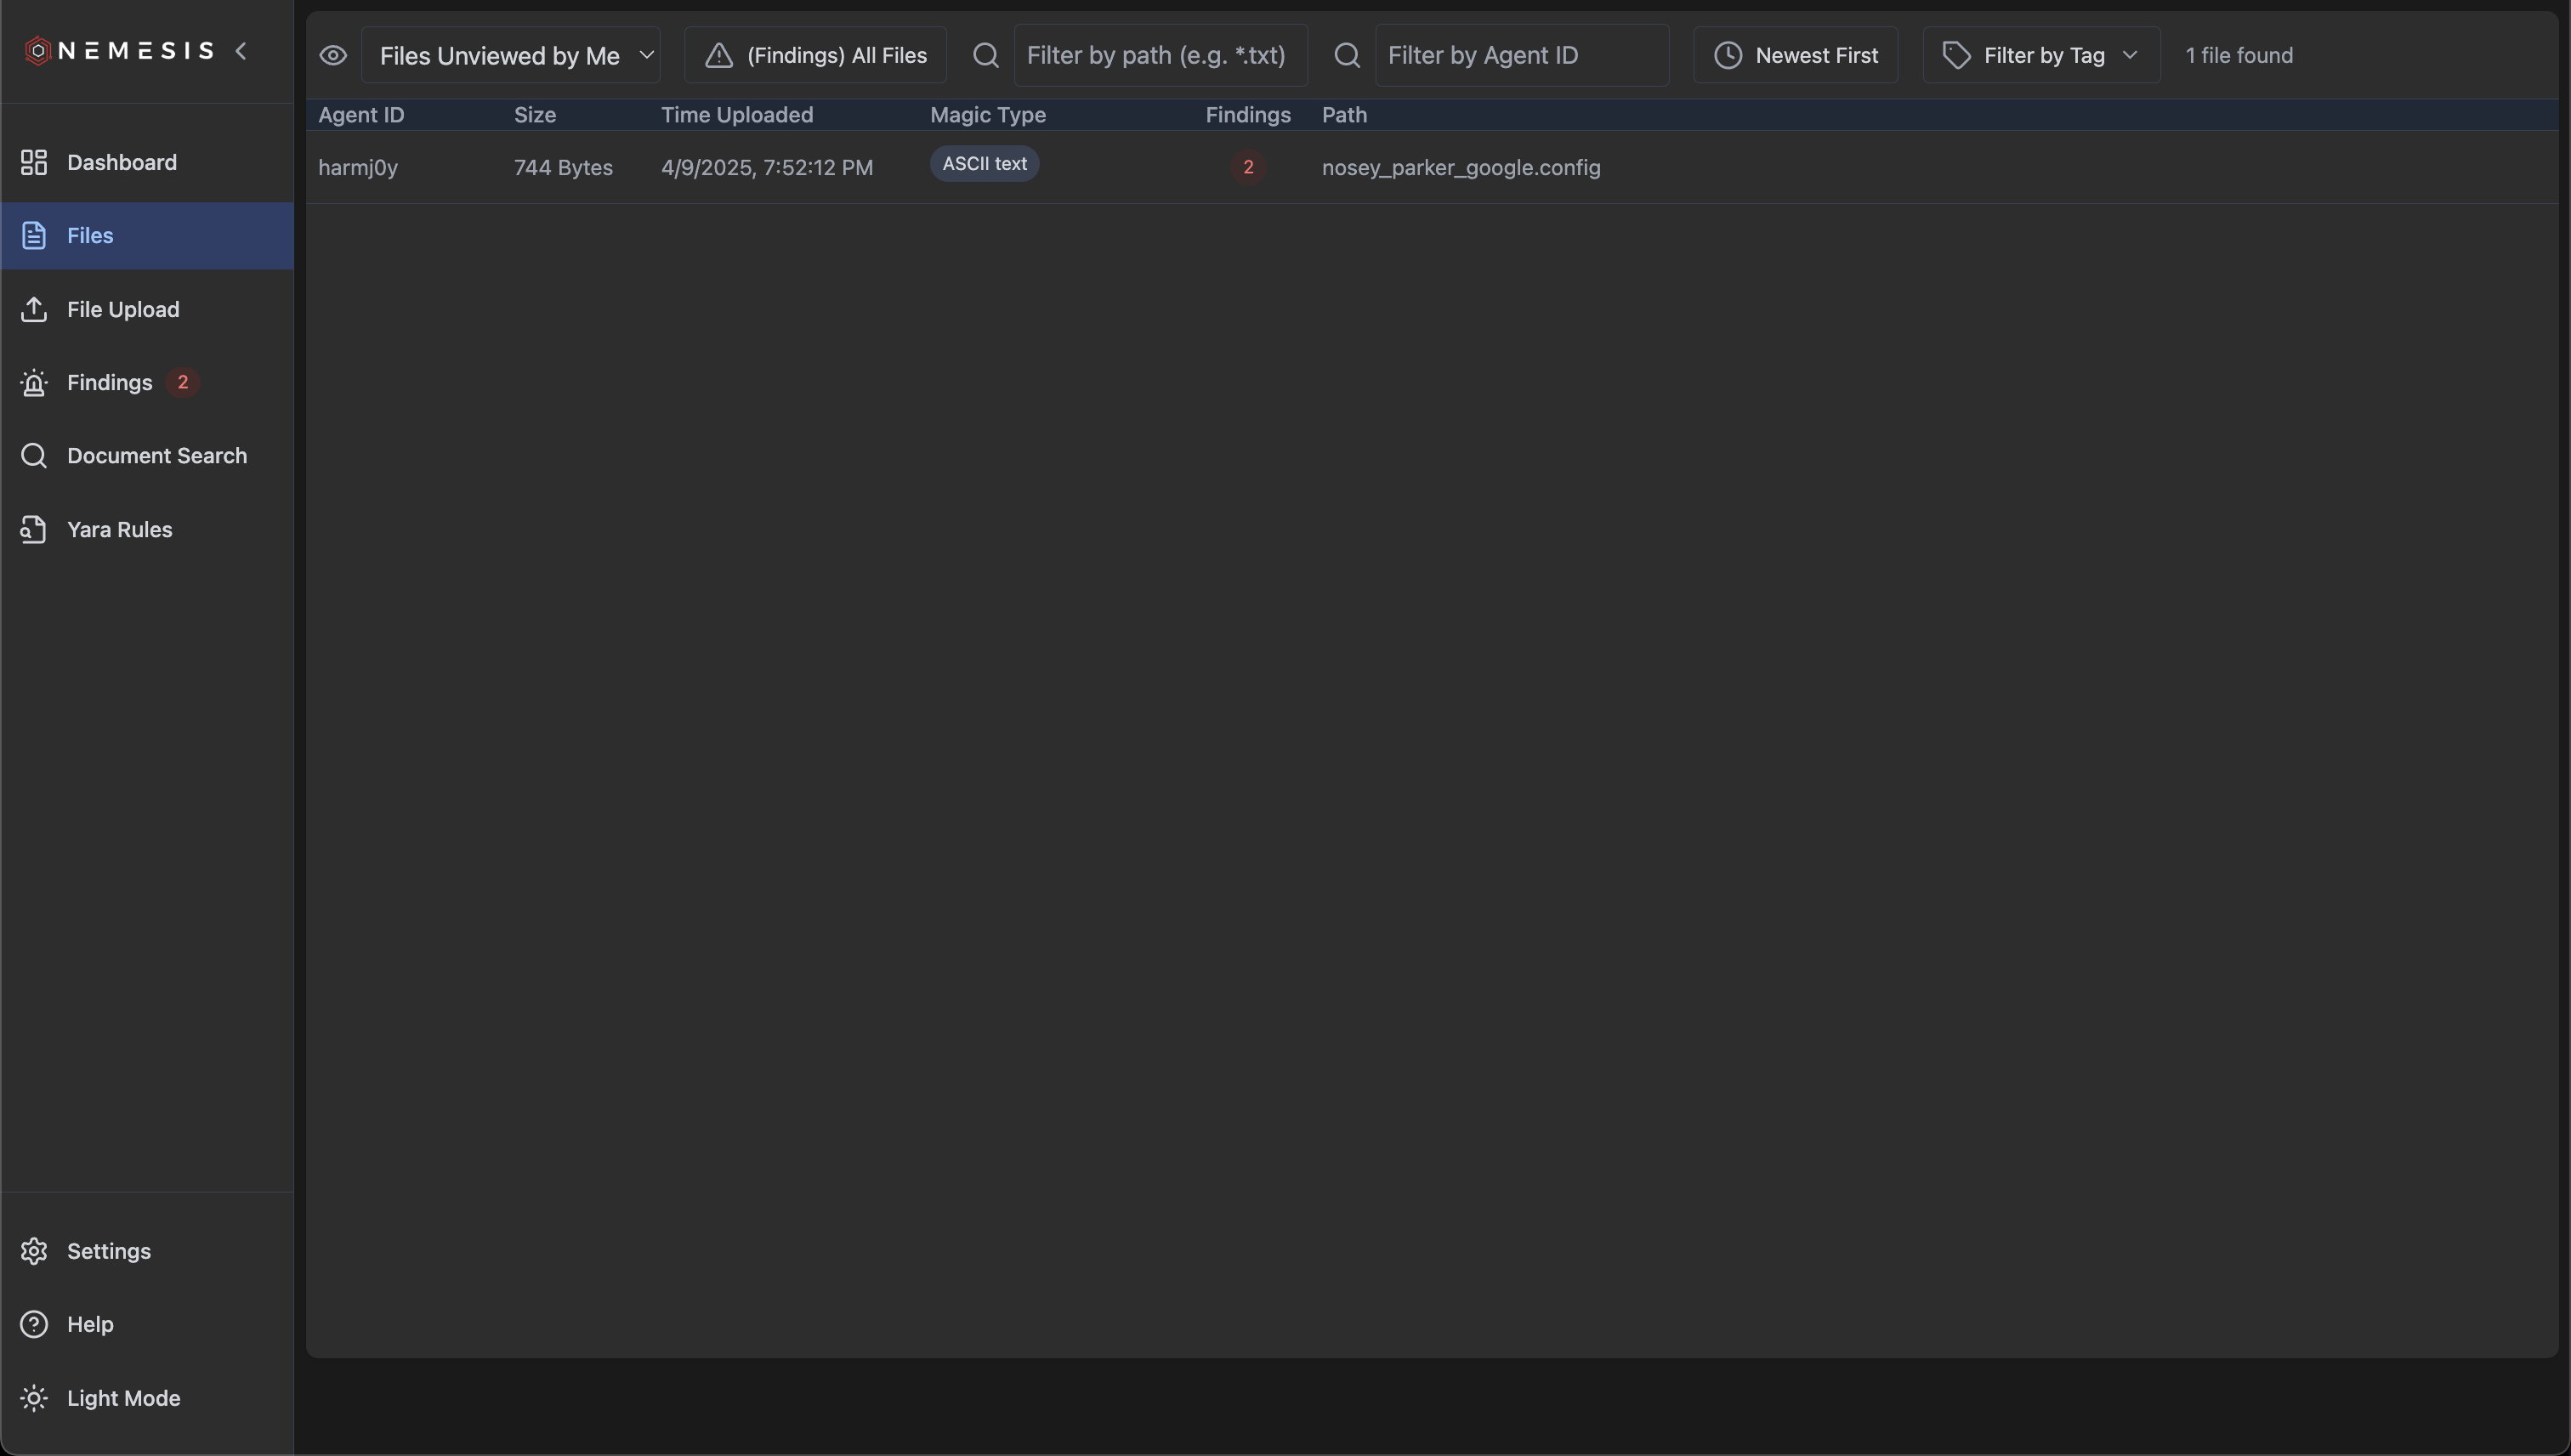 NEMESIS
Dashboard
Files
File Upload
Findings 2
Document Search
Yara Rules
Settings
Help
Light Mode
Files Unviewed by Me (Findings) All Files Filter by path (e.g. *.txt) Filter by Agent ID Newest First Filter by Tag 1 file found
Agent ID Size Time Uploaded Magic Type Findings Path
harmj0y 744 Bytes 4/9/2025, 7:52:12 PM ASCII text 2 nosey_parker_google.config